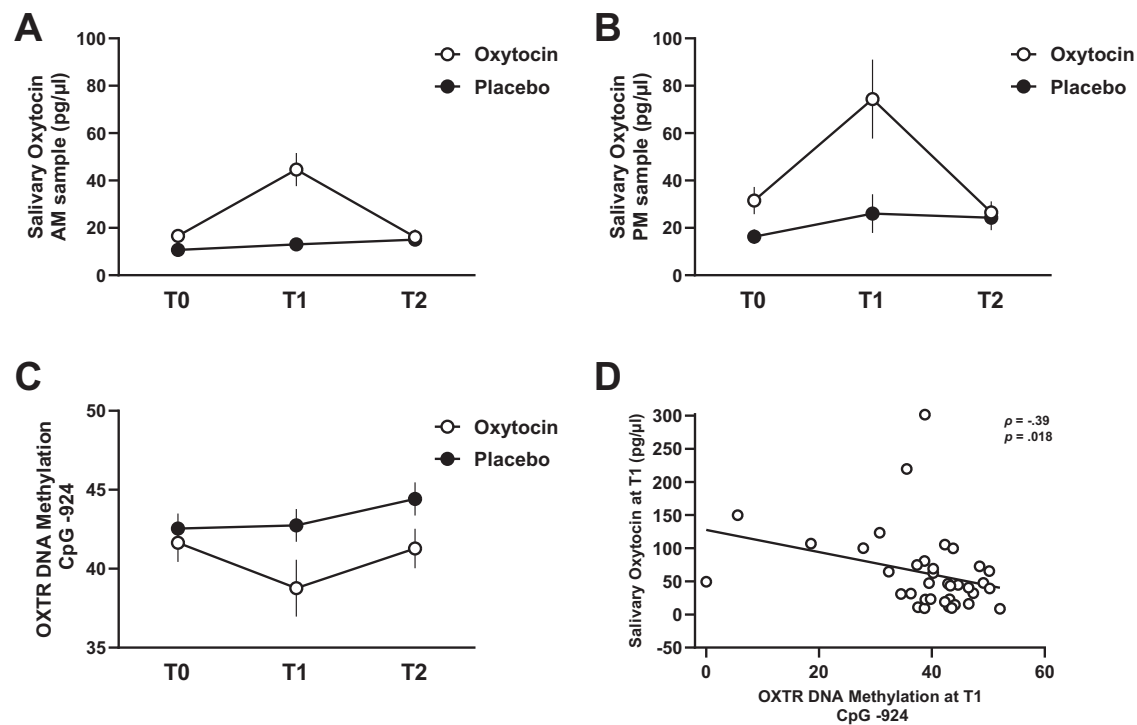 A
Salivary Oxytocin
AM sample (pg/µl)
100
80
60
40
20
0
T0
T1
T2
Oxytocin
Placebo
B
Salivary Oxytocin
PM sample (pg/µl)
100
80
60
40
20
0
T0
T1
T2
Oxytocin
Placebo
C
OXTR DNA Methylation
CpG -924
50
45
40
35
T0
T1
T2
Oxytocin
Placebo
D
Salivary Oxytocin at T1 (pg/µl)
300
250
200
150
100
50
0
-50
0
20
40
60
ρ = -.39
p = .018
OXTR DNA Methylation at T1
CpG -924